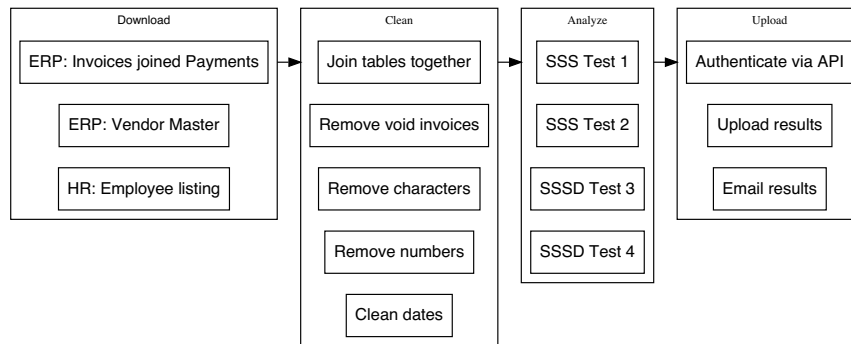 Download
ERP: Invoices joined Payments
ERP: Vendor Master
HR: Employee listing
Clean
Join tables together
Remove void invoices
Remove characters
Remove numbers
Clean dates
Analyze
SSS Test 1
SSS Test 2
SSSD Test 3
SSSD Test 4
Upload
Authenticate via API
Upload results
Email results